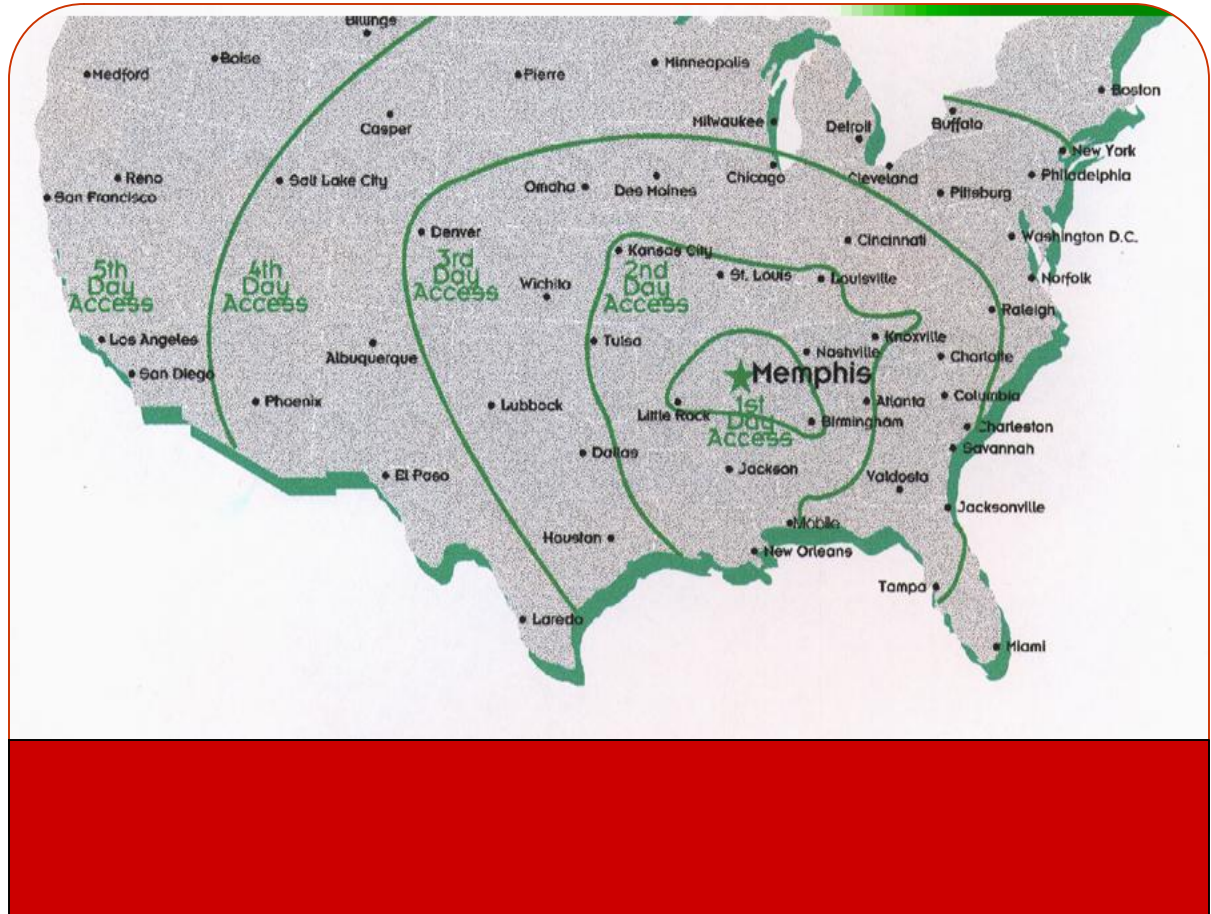 Billings
Boise
Medford
Pierre
Minneapolis
Boston
Casper
Milwaukee
Detroit
Buffalo
New York
Reno
Salt Lake City
Omaha
Des Moines
Chicago
Cleveland
Philadelphia
San Francisco
Pittsburg
Denver
Cincinnati
Washington D.C.
Kansas City
5th
Day
Access
4th
Day
Access
3rd
Day
Access
2nd
Day
Access
Wichita
St. Louis
Louisville
Norfolk
Raleigh
Los Angeles
Albuquerque
Tulsa
Nashville
Knoxville
Charlotte
San Diego
Memphis
Phoenix
Lubbock
Little Rock
1st
Day
Access
Birmingham
Atlanta
Columbia
Charleston
Dallas
Savannah
El Paso
Jackson
Valdosta
Jacksonville
Mobile
Houston
New Orleans
Tampa
Laredo
Miami